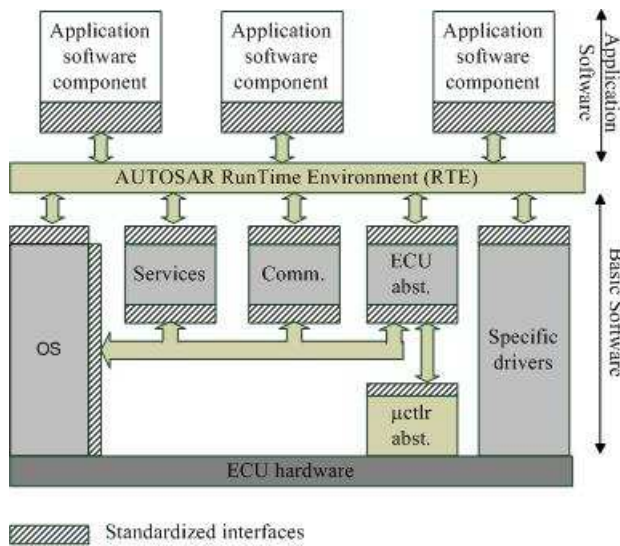 Application
software
component
Application
software
component
Application
software
component
Application
Software
AUTOSAR RunTime Environment (RTE)
Services
Comm.
ECU
abst.
OS
Specific
drivers
µctlr
abst.
Basic Software
ECU hardware
Standardized interfaces